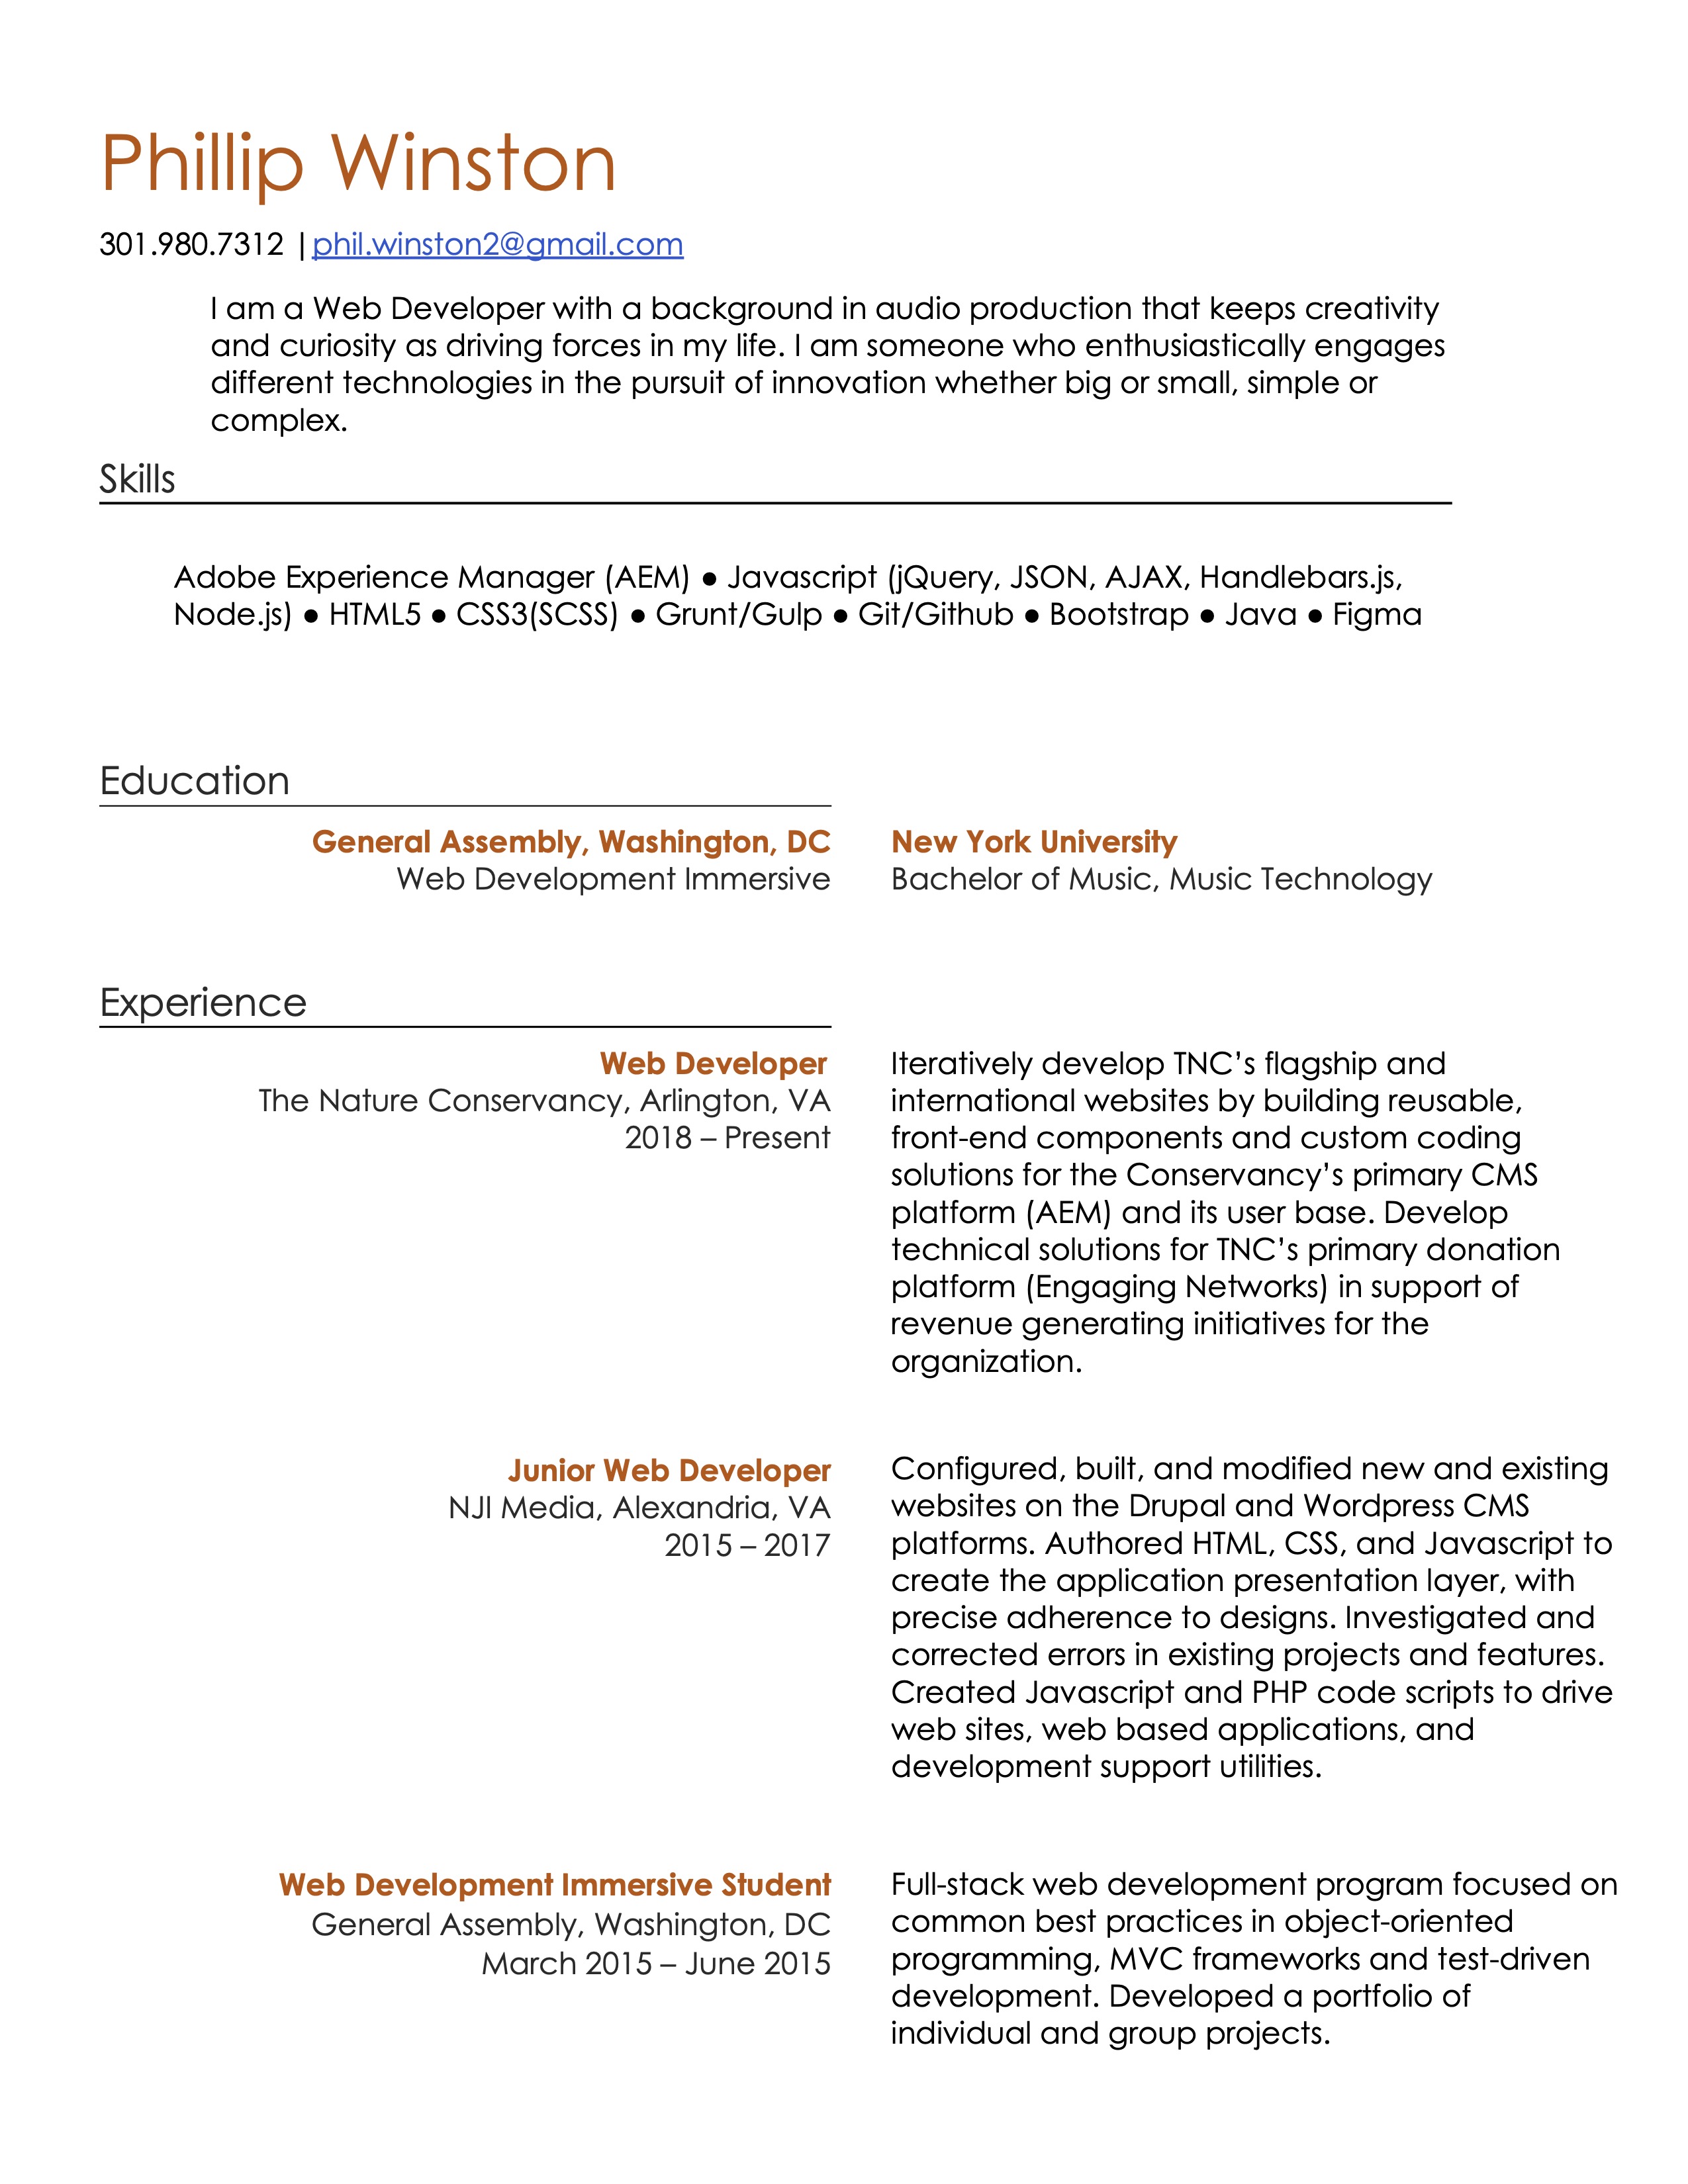 Phillip Winston
301.980.7312 | phil.winston2@gmail.com
I am a Web Developer with a background in audio production that keeps creativity
and curiosity as driving forces in my life. I am someone who enthusiastically engages
different technologies in the pursuit of innovation whether big or small, simple or
complex.
Skills
Adobe Experience Manager (AEM) ● Javascript (jQuery, JSON, AJAX, Handlebars.js,
Node.js) ● HTML5 ● CSS3(SCSS) ● Grunt/Gulp ● Git/Github ● Bootstrap ● Java ● Figma
Education
General Assembly, Washington, DC
Web Development Immersive
New York University
Bachelor of Music, Music Technology
Experience
Web Developer
The Nature Conservancy, Arlington, VA
2018 – Present
Iteratively develop TNC’s flagship and
international websites by building reusable,
front-end components and custom coding
solutions for the Conservancy’s primary CMS
platform (AEM) and its user base. Develop
technical solutions for TNC’s primary donation
platform (Engaging Networks) in support of
revenue generating initiatives for the
organization.
Junior Web Developer
NJI Media, Alexandria, VA
2015 – 2017
Configured, built, and modified new and existing
websites on the Drupal and Wordpress CMS
platforms. Authored HTML, CSS, and Javascript to
create the application presentation layer, with
precise adherence to designs. Investigated and
corrected errors in existing projects and features.
Created Javascript and PHP code scripts to drive
web sites, web based applications, and
development support utilities.
Web Development Immersive Student
General Assembly, Washington, DC
March 2015 – June 2015
Full-stack web development program focused on
common best practices in object-oriented
programming, MVC frameworks and test-driven
development. Developed a portfolio of
individual and group projects.